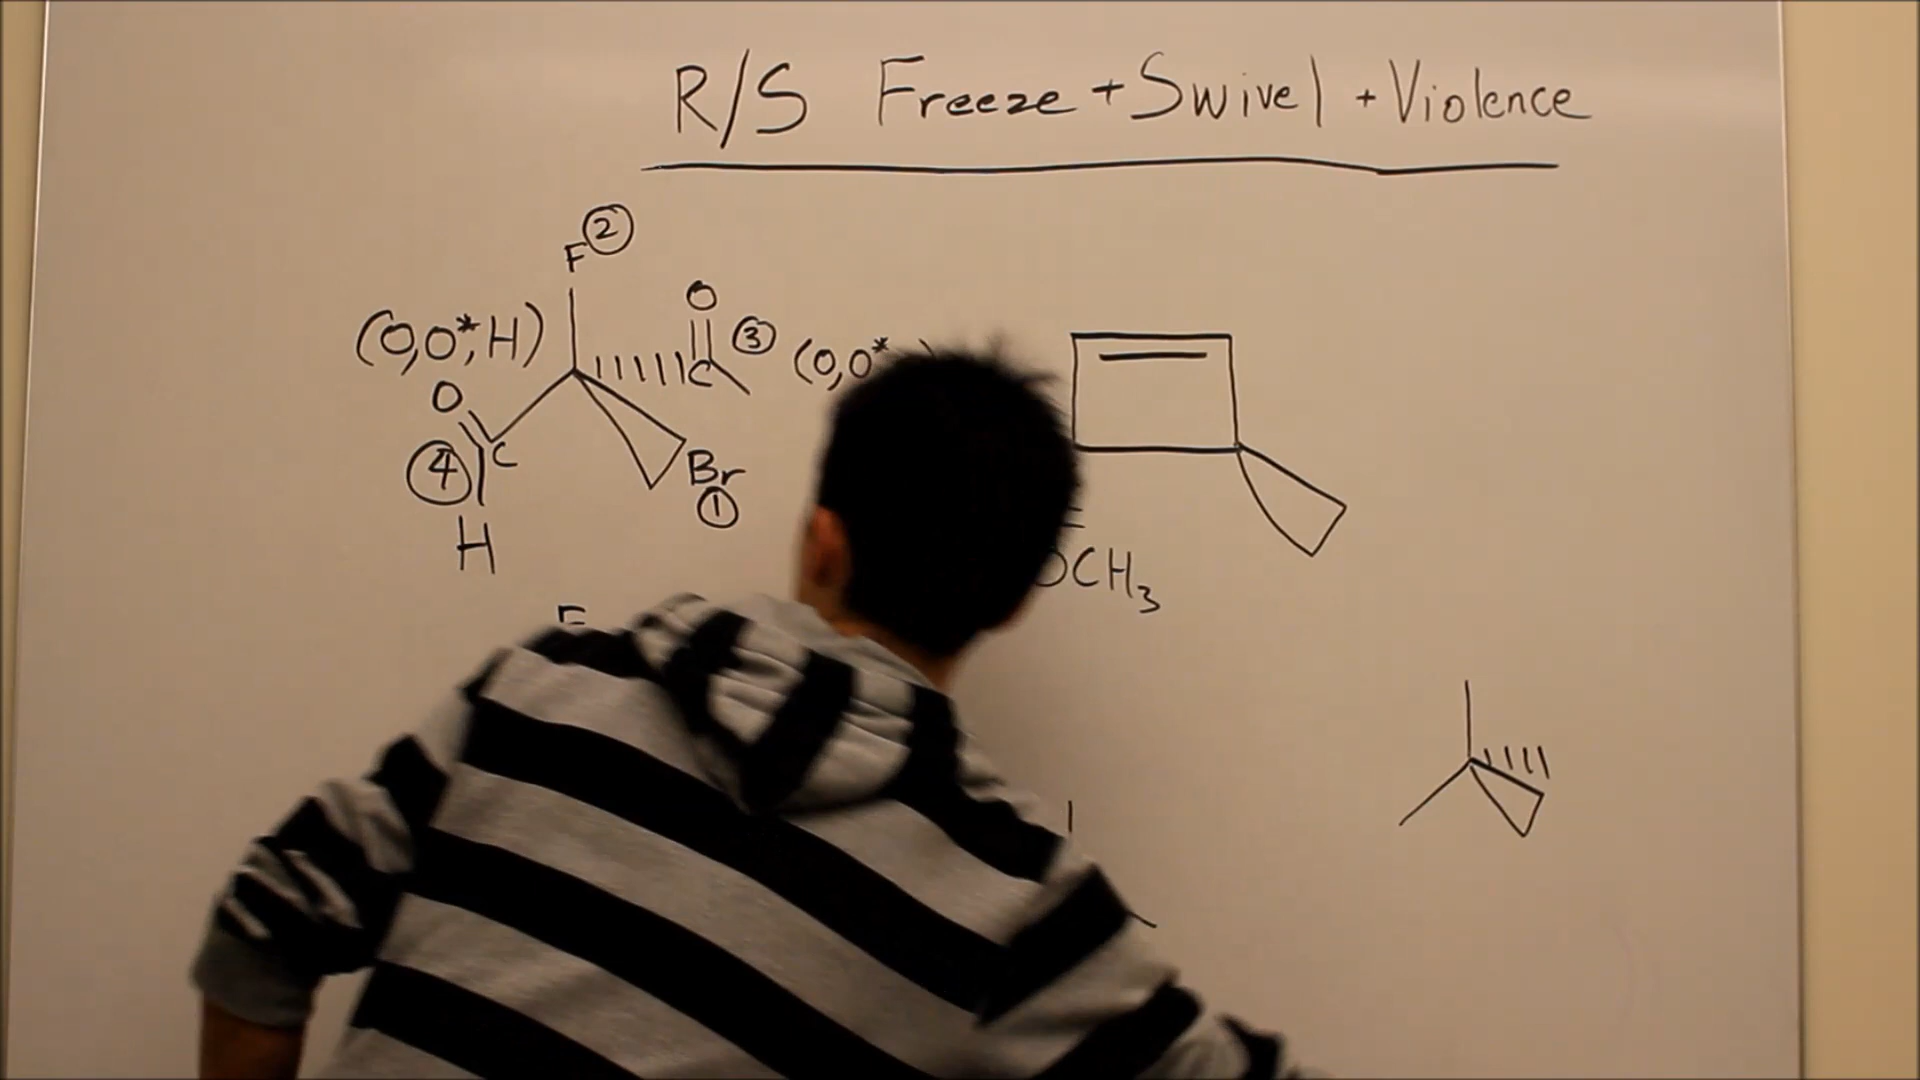 R/S Freeze + Swivel + Violence
F ②
(O,O*,H)
O
C
③
(O,O*
O
C
④
Br
①
H
OCH3
F